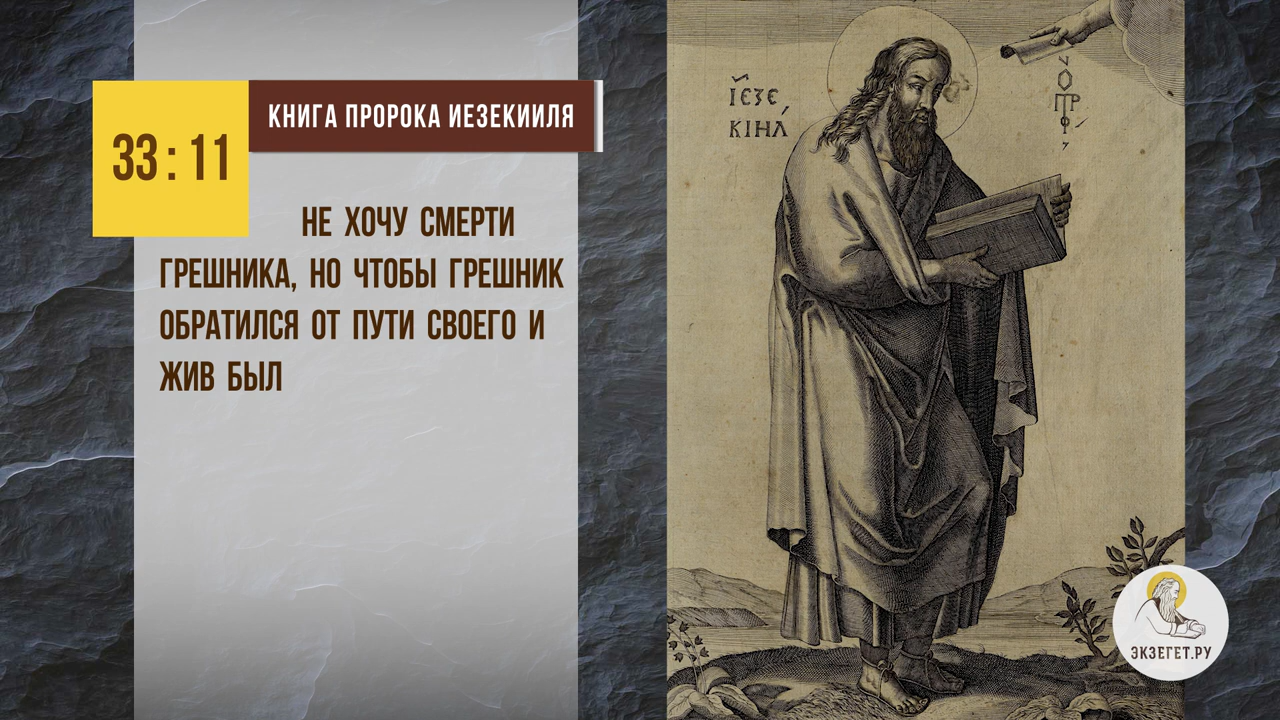 33 : 11
КНИГА ПРОРОКА ИЕЗЕКИИЛЯ
НЕ ХОЧУ СМЕРТИ
ГРЕШНИКА, НО ЧТОБЫ ГРЕШНИК
ОБРАТИЛСЯ ОТ ПУТИ СВОЕГО И
ЖИВ БЫЛ
ЭКЗЕГЕТ.РУ